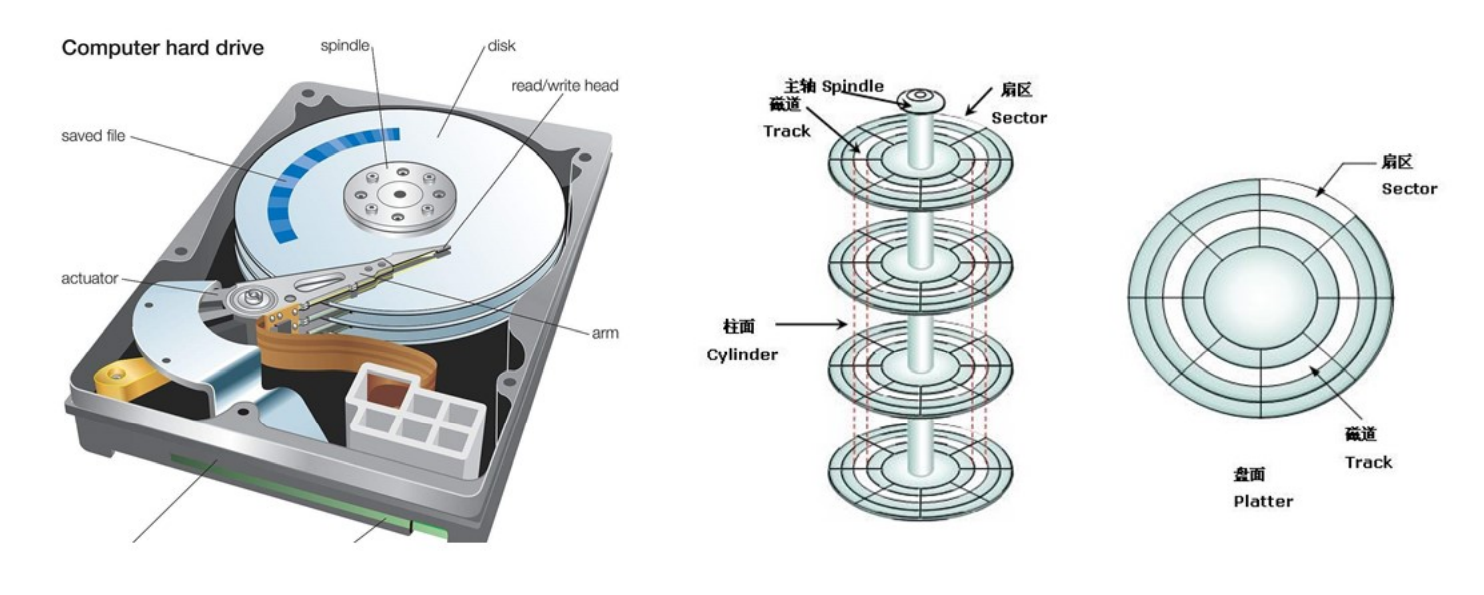 Computer hard drive
spindle
disk
read/write head
saved file
actuator
arm
主轴 Spindle
磁道
Track
扇区
Sector
柱面
Cylinder
扇区
Sector
磁道
Track
盘面
Platter